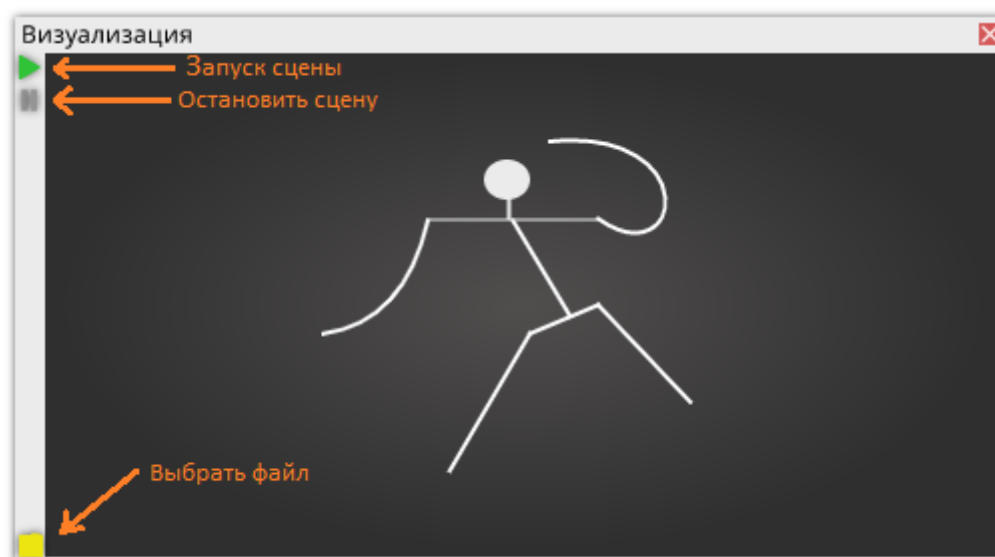 Визуализация
Запуск сцены
Остановить сцену
Выбрать файл